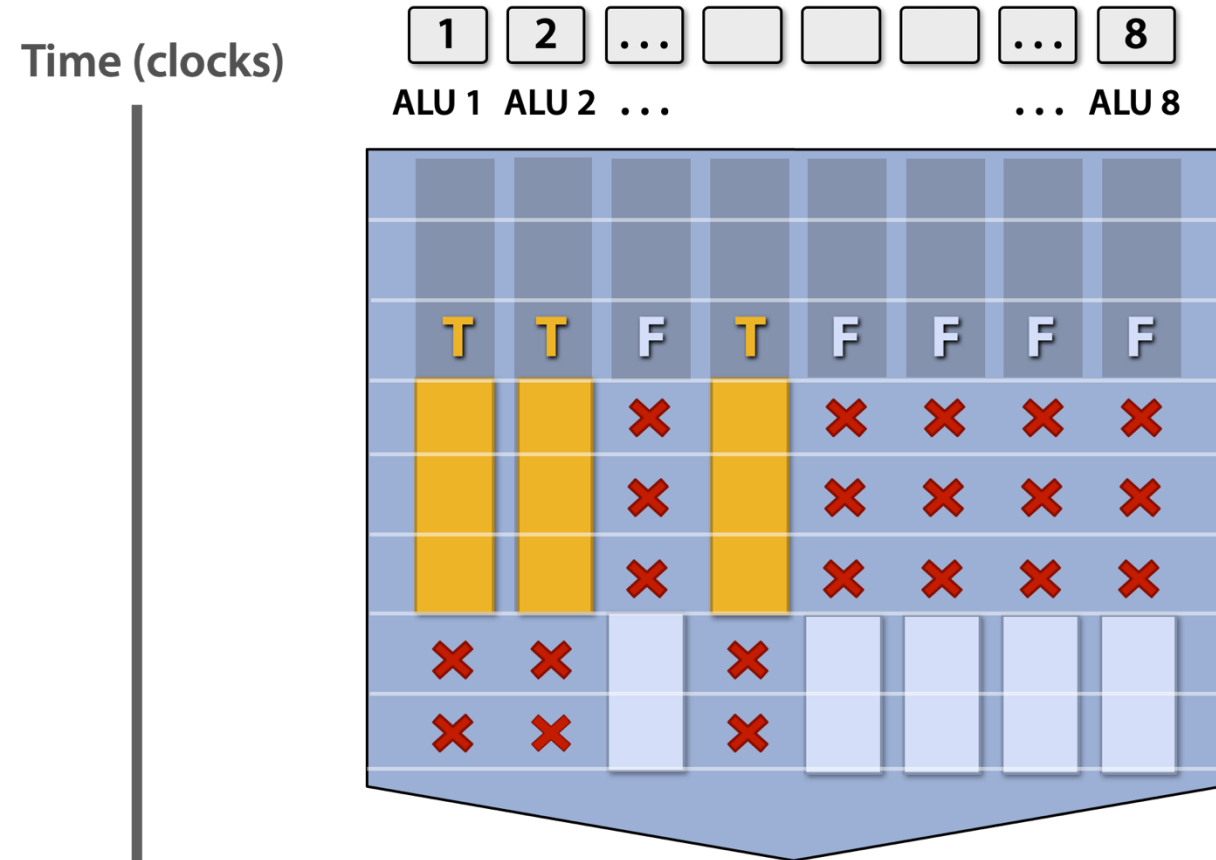 Time (clocks)
1 2 ... ... 8
ALU 1 ALU 2 ... ... ALU 8
T T F T F F F F